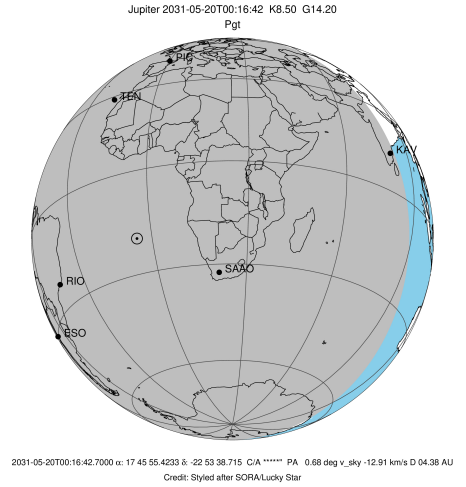 Jupiter 2031-05-20T00:16:42 K8.50 G14.20
Pgt
PIC
TEN
KAV
SAAO
RIO
ESO
2031-05-20T00:16:42.7000 α: 17 45 55.4233 δ: -22 53 38.715 C/A *****" PA 0.68 deg v_sky -12.91 km/s D 04.38 AU
Credit: Styled after SORA/Lucky Star